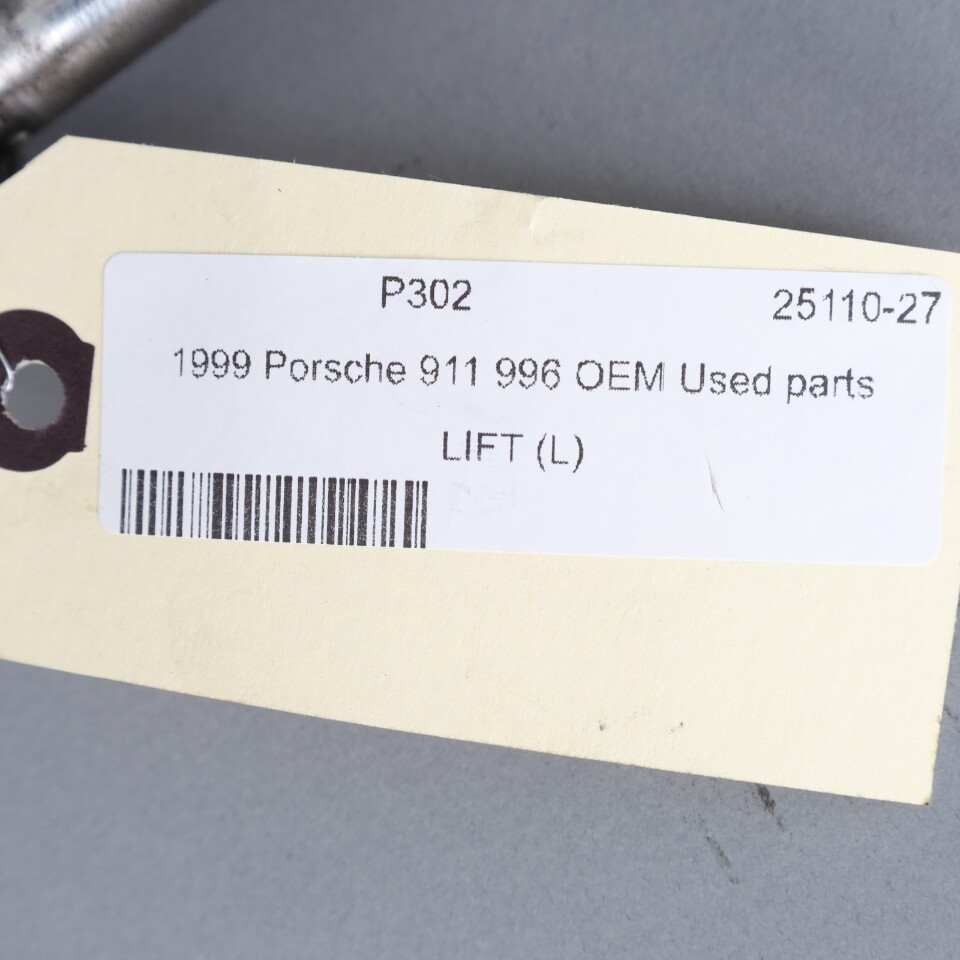 P302 25110-27
1999 Porsche 911 996 OEM Used parts
LIFT (L)